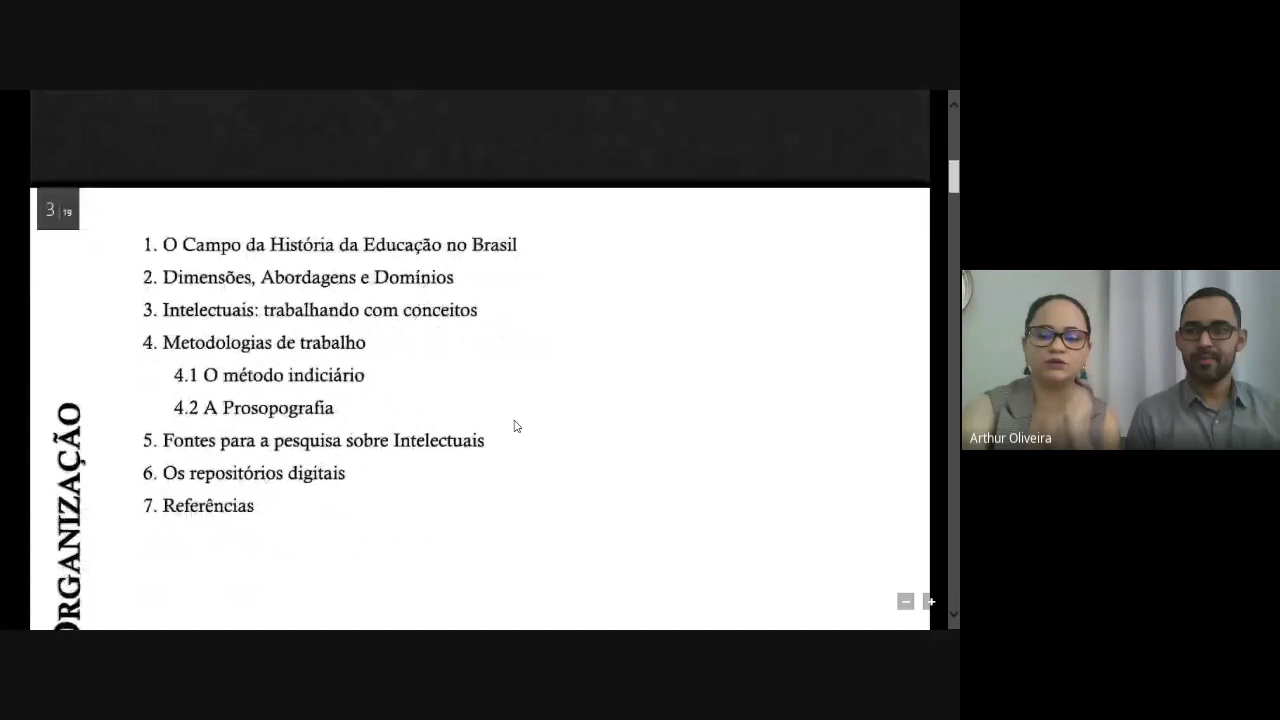 3 | 19
1. O Campo da História da Educação no Brasil
2. Dimensões, Abordagens e Domínios
3. Intelectuais: trabalhando com conceitos
4. Metodologias de trabalho
4.1 O método indiciário
4.2 A Prosopografia
5. Fontes para a pesquisa sobre Intelectuais
6. Os repositórios digitais
7. Referências
ORGANIZAÇÃO
Arthur Oliveira